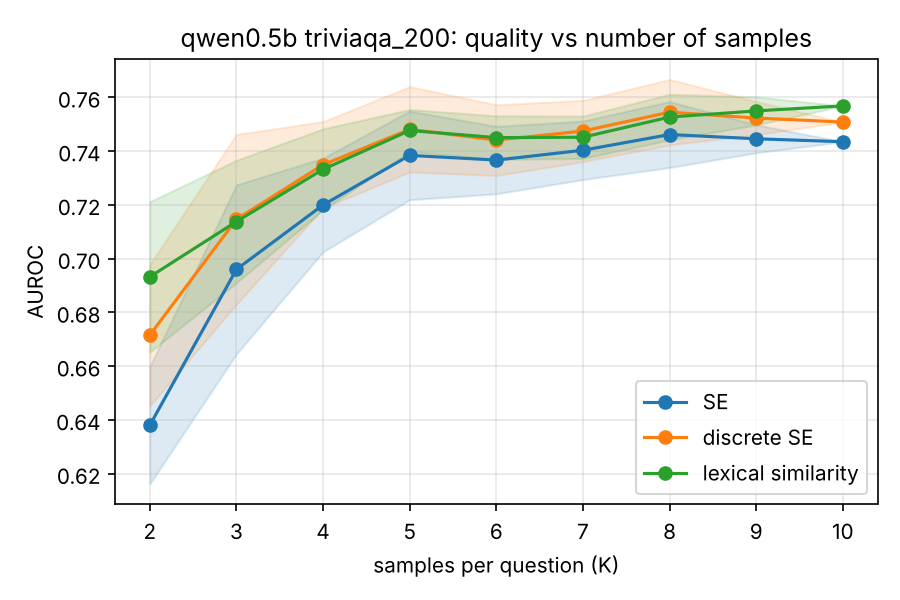 qwen0.5b triviaqa_200: quality vs number of samples
AUROC
0.76
0.74
0.72
0.70
0.68
0.66
0.64
0.62
SE
discrete SE
lexical similarity
2 3 4 5 6 7 8 9 10
samples per question (K)